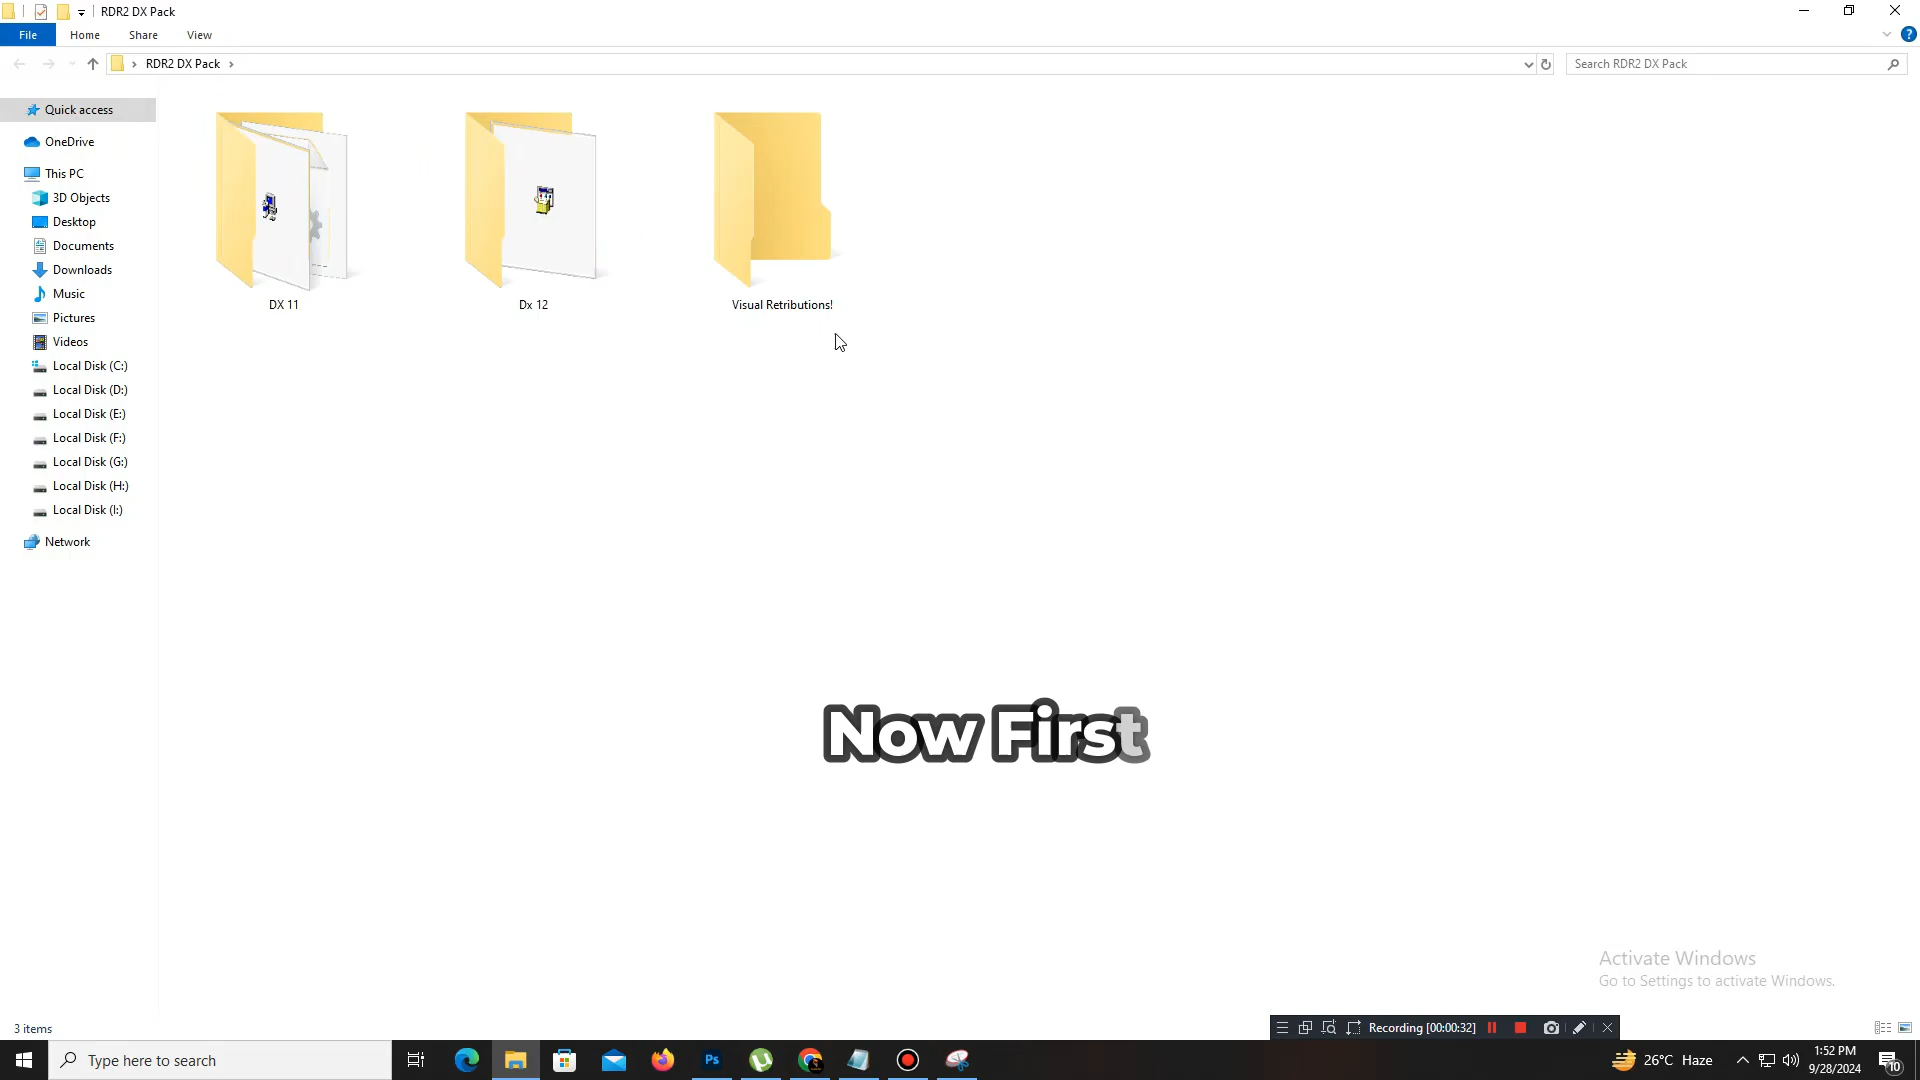 RDR2 DX Pack
File
Home
Share
View
RDR2 DX Pack
Search RDR2 DX Pack
Quick access
OneDrive
This PC
3D Objects
Desktop
Documents
Downloads
Music
Pictures
Videos
Local Disk (C:)
Local Disk (D:)
Local Disk (E:)
Local Disk (F:)
Local Disk (G:)
Local Disk (H:)
Local Disk (I:)
Network
DX 11
Dx 12
Visual Retributions!
Now First
Activate Windows
Go to Settings to activate Windows.
3 items
Recording [00:00:32]
Type here to search
Ps
26°C Haze
1:52 PM
9/28/2024
10